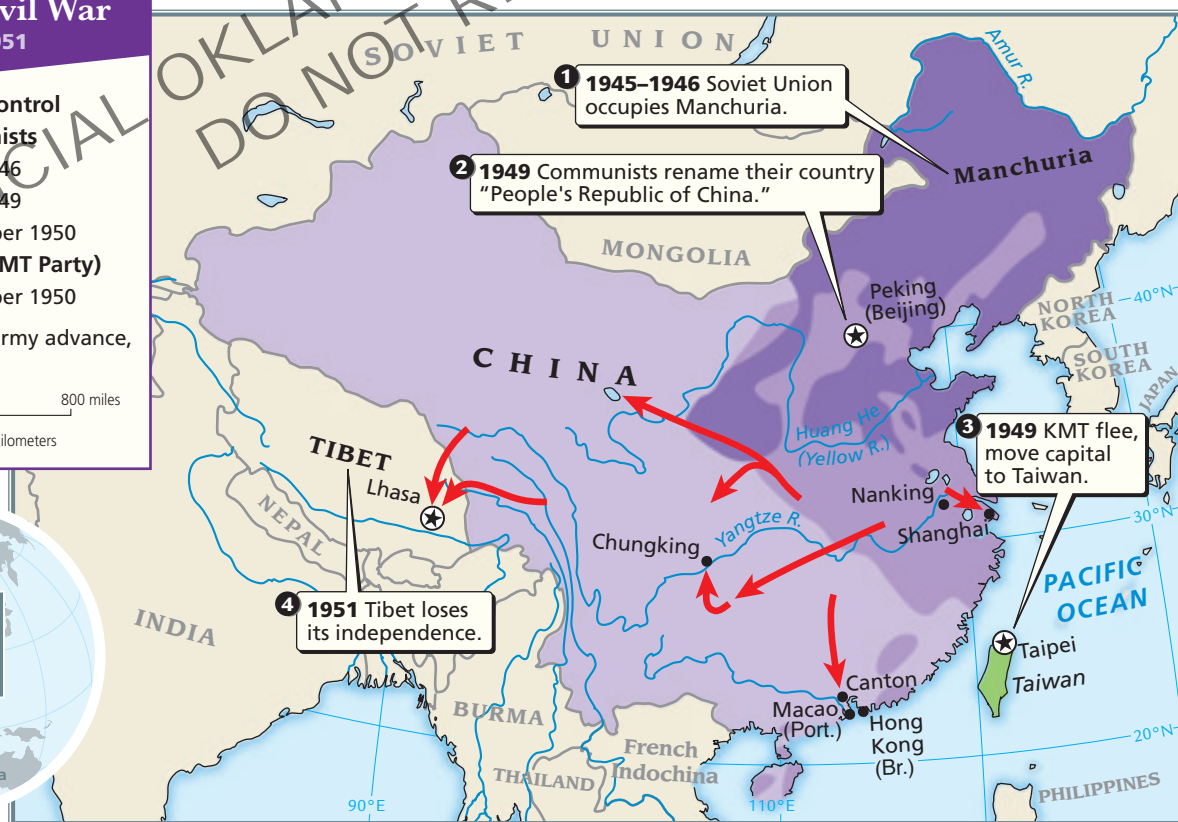 vil War
951
ontrol
nists
46
49
ber 1950
MT Party)
ber 1950
rmy advance,
800 miles
ilometers
CIAL OKLA
DO NOT R
SOVIET UNION
Amur R.
1 1945–1946 Soviet Union
occupies Manchuria.
Manchuria
2 1949 Communists rename their country
“People's Republic of China.”
MONGOLIA
Peking
(Beijing)
40°N
NORTH
KOREA
SOUTH
KOREA
JAPAN
CHINA
Huang He
(Yellow R.)
3 1949 KMT flee,
move capital
to Taiwan.
TIBET
Lhasa
Nanking
Shanghai
30°N
NEPAL
Chungking
Yangtze R.
PACIFIC
OCEAN
4 1951 Tibet loses
its independence.
INDIA
Taipei
Taiwan
Canton
Macao
(Port.)
Hong
Kong
(Br.)
BURMA
French
Indochina
THAILAND
20°N
PHILIPPINES
90°E
110°E
a